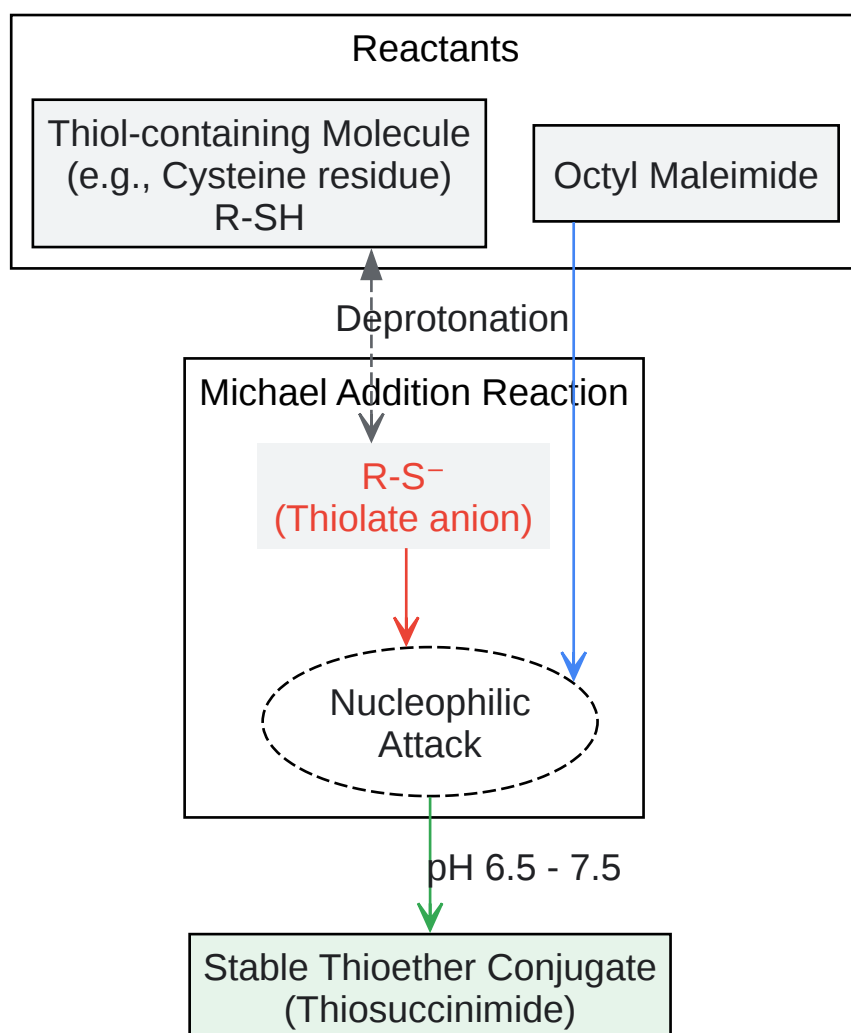 Reactants
Thiol-containing Molecule
(e.g., Cysteine residue)
R-SH
Octyl Maleimide
Deprotonation
Michael Addition Reaction
R-S⁻
(Thiolate anion)
Nucleophilic
Attack
pH 6.5 - 7.5
Stable Thioether Conjugate
(Thiosuccinimide)